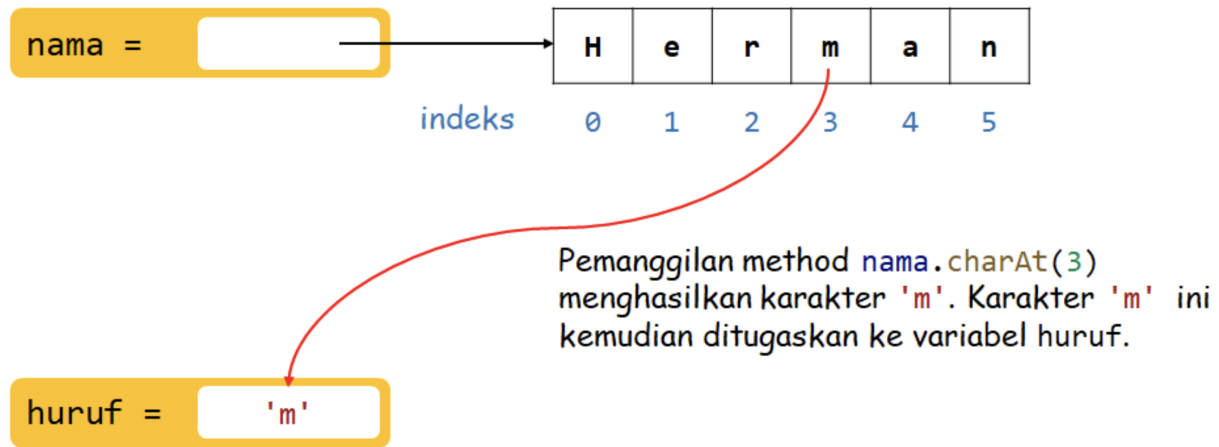 nama =
H e r m a n
indeks 0 1 2 3 4 5
Pemanggilan method nama.charAt(3)
menghasilkan karakter 'm'. Karakter 'm' ini
kemudian ditugaskan ke variabel huruf.
huruf = 'm'